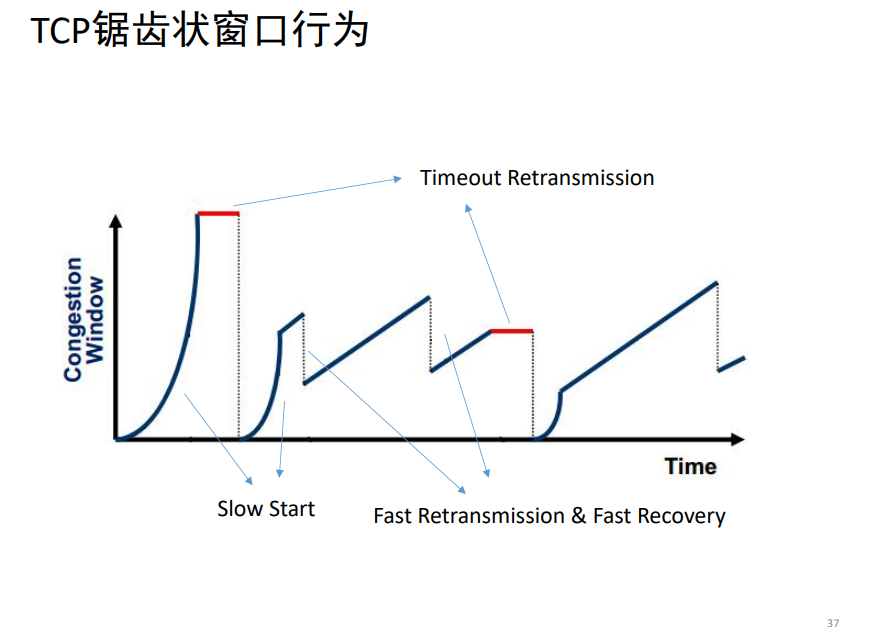 TCP锯齿状窗口行为
Timeout Retransmission
Congestion
Window
Time
Slow Start
Fast Retransmission & Fast Recovery
37